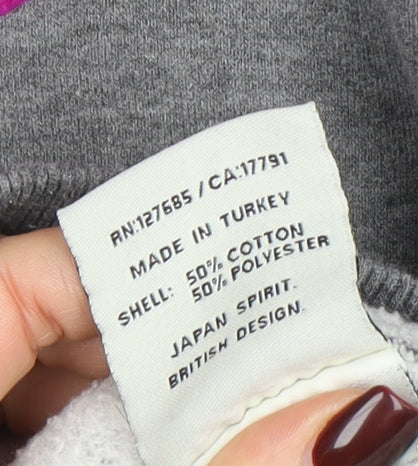 RN:127685 / CA:17791
MADE IN TURKEY
SHELL: 50% COTTON
50% POLYESTER
JAPAN SPIRIT.
BRITISH DESIGN.